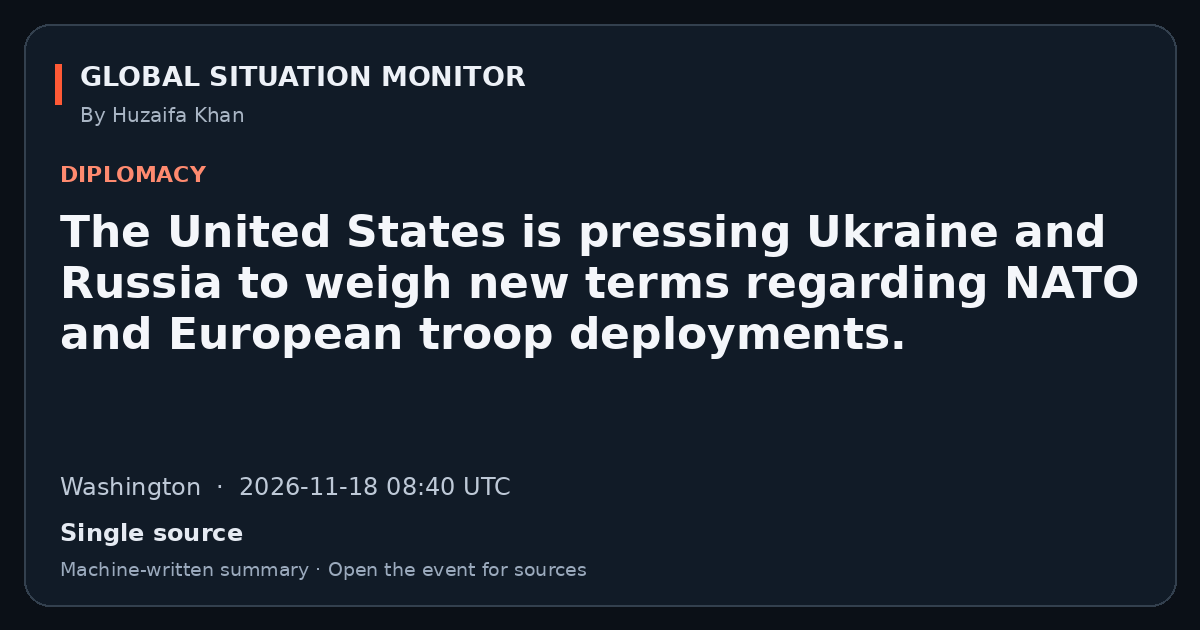 GLOBAL SITUATION MONITOR
By Huzaifa Khan
DIPLOMACY
The United States is pressing Ukraine and
Russia to weigh new terms regarding NATO
and European troop deployments.
Washington · 2026-11-18 08:40 UTC
Single source
Machine-written summary · Open the event for sources